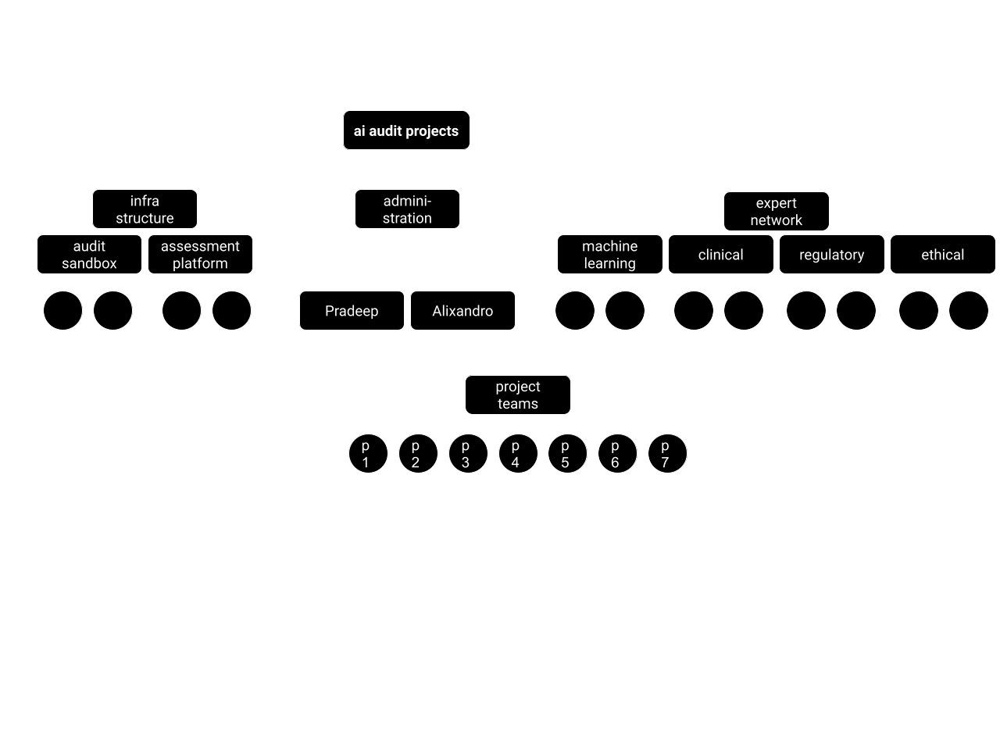 ai audit projects
infra
structure
admini-
stration
expert
network
audit
sandbox
assessment
platform
machine
learning
clinical
regulatory
ethical
Pradeep
Alixandro
project
teams
p
1
p
2
p
3
p
4
p
5
p
6
p
7